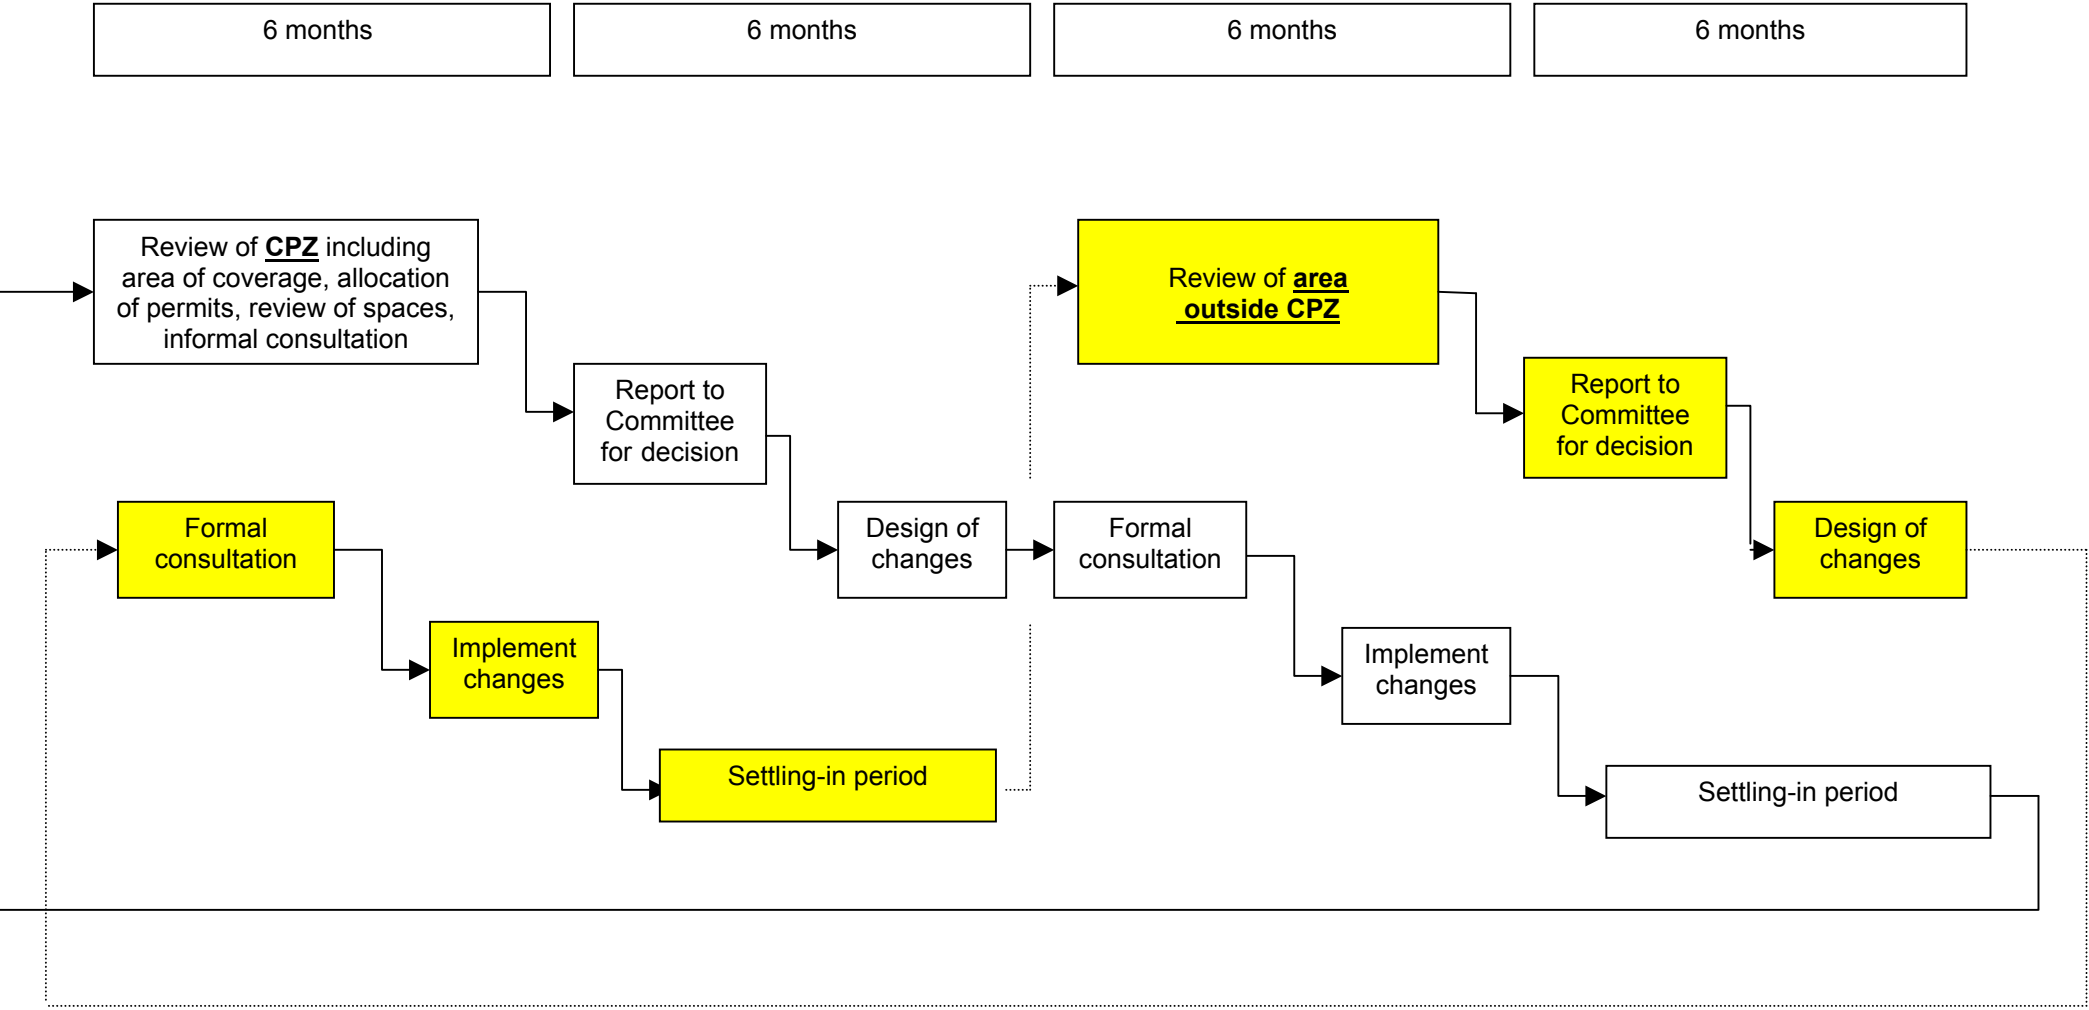 6 months
6 months
6 months
6 months
Review of CPZ including
area of coverage, allocation
of permits, review of spaces,
informal consultation
Review of area
outside CPZ
Report to
Committee
for decision
Report to
Committee
for decision
Formal
consultation
Design of
changes
Formal
consultation
Design of
changes
Implement
changes
Implement
changes
Settling-in period
Settling-in period